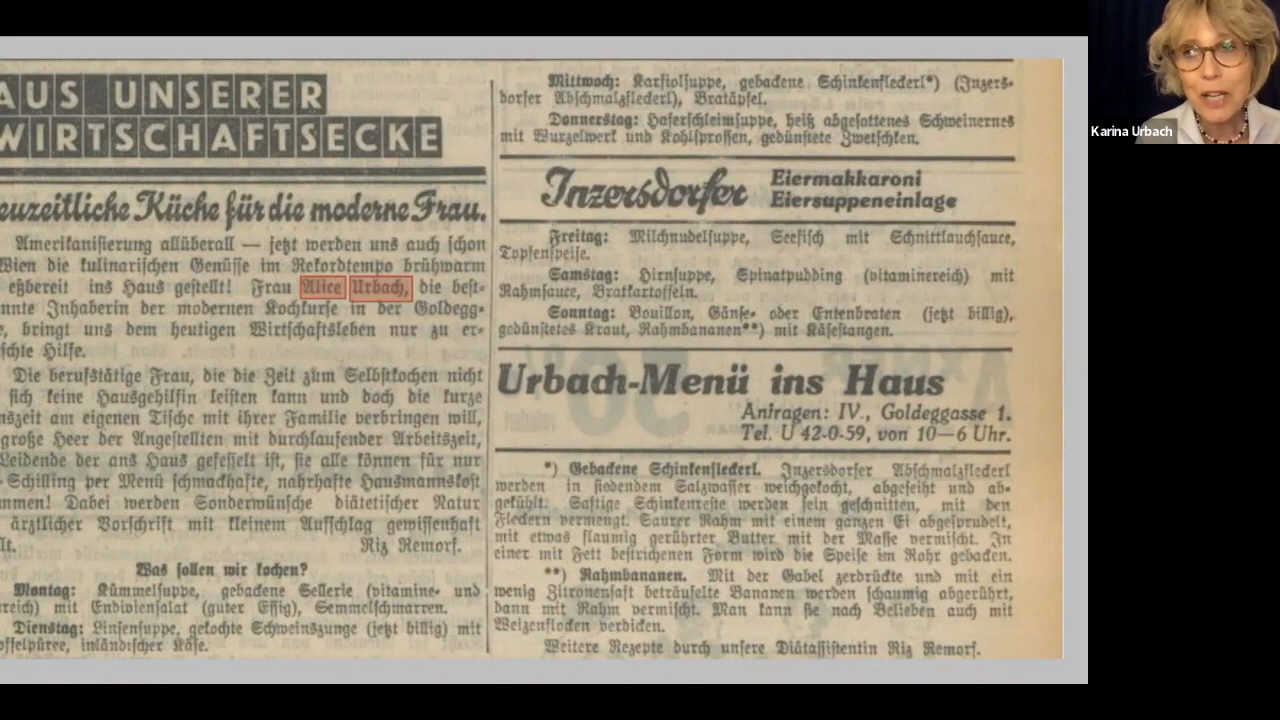 AUS UNSERER
WIRTSCHAFTSECKE
euzeitliche Küche für die moderne Frau.
Amerikanisierung allüberall — jetzt werden uns auch schon
Wien die kulinarischen Genüsse im Rekordtempo brühwarm
eßbereit ins Haus gestellt! Frau Alice Urbach, die best-
nnte Inhaberin der modernen Kochkurse in der Goldegg-
e, bringt uns dem heutigen Wirtschaftsleben nur zu er-
schte Hilfe.
Die berufstätige Frau, die die Zeit zum Selbstkochen nicht
sich keine Hausgehilfin leisten kann und doch die kurze
nszeit am eigenen Tische mit ihrer Familie verbringen will,
große Heer der Angestellten mit durchlaufender Arbeitszeit,
Leidende der ans Haus gefesselt ist, sie alle können für nur
Schilling per Menü schmackhafte, nahrhafte Hausmannskost
mmen! Dabei werden Sonderwünsche diätetischer Natur
ärztlicher Vorschrift mit kleinem Aufschlag gewissenhaft
lt. Riz Remorf.
Was sollen wir kochen?
Montag: Kümmelsuppe, gebackene Sellerie (vitamine- und
reich) mit Endiviensalat (guter Essig), Semmelschmarren.
Dienstag: Linsensuppe, gekochte Schweinszunge (jetzt billig) mit
offelpüree, inländischer Käse.
Mittwoch: Karfiolsuppe, gebackene Schinkenfleckerl*) (Inzers-
dorfer Abschmalzfleckerl), Bratäpfel.
Donnerstag: Haferschleimsuppe, heiß abgesottenes Schweinernes
mit Wurzelwerk und Kohlsprossen, gedünstete Zwetschken.
Inzersdorfer Eiermakkaroni
Eiersuppeneinlage
Freitag: Milchnudelsuppe, Seefisch mit Schnittlauchsauce,
Topfenspeise.
Samstag: Hirnsuppe, Spinatpudding (vitaminereich) mit
Rahmsauce, Bratkartoffeln.
Sonntag: Bouillon, Gänse- oder Entenbraten (jetzt billig),
gedünstetes Kraut, Rahmbananen**) mit Käsestangen.
Urbach-Menü ins Haus
Anfragen: IV., Goldeggasse 1.
Tel. U 42-0-59, von 10—6 Uhr.
*) Gebackene Schinkenfleckerl. Inzersdorfer Abschmalzfleckerl
werden in siedendem Salzwasser weichgekocht, abgeseiht und ab-
gekühlt. Saftige Schinkenreste werden fein geschnitten, mit den
Fleckern vermengt. Saurer Rahm mit einem ganzen Ei abgesprudelt,
mit etwas flaumig gerührter Butter mit der Masse vermischt. In
einer mit Fett bestrichenen Form wird die Speise im Rohr gebacken.
**) Rahmbananen. Mit der Gabel zerdrückte und mit ein
wenig Zitronensaft beträufelte Bananen werden schaumig abgerührt,
dann mit Rahm vermischt. Man kann sie nach Belieben auch mit
Weizenflocken verdicken.
Weitere Rezepte durch unsere Diätassistentin Riz Remorf.
Karina Urbach